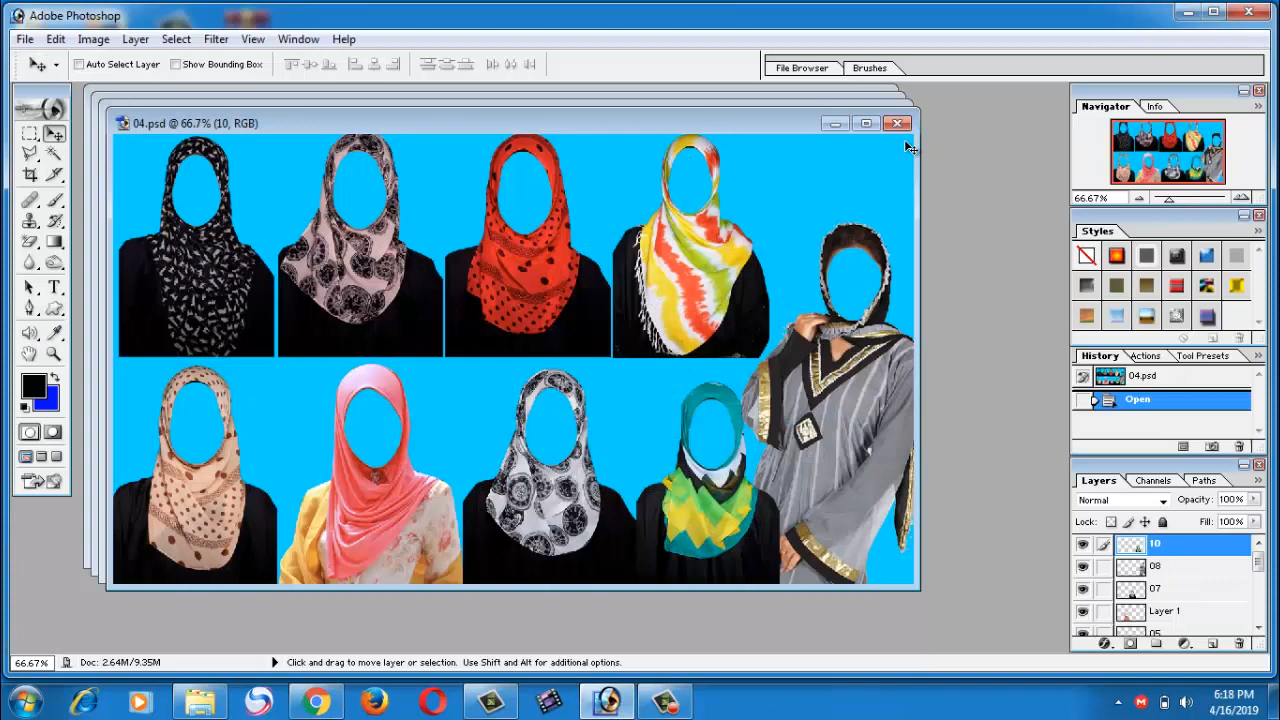 Adobe Photoshop
File Edit Image Layer Select Filter View Window Help
Auto Select Layer Show Bounding Box
File Browser Brushes
04.psd @ 66.7% (10, RGB)
Navigator Info
66.67%
Styles
History Actions Tool Presets
04.psd
Open
Layers Channels Paths
Normal Opacity: 100%
Lock: Fill: 100%
10
08
07
Layer 1
05
66.67% Doc: 2.64M/9.35M Click and drag to move layer or selection. Use Shift and Alt for additional options.
6:18 PM
4/16/2019